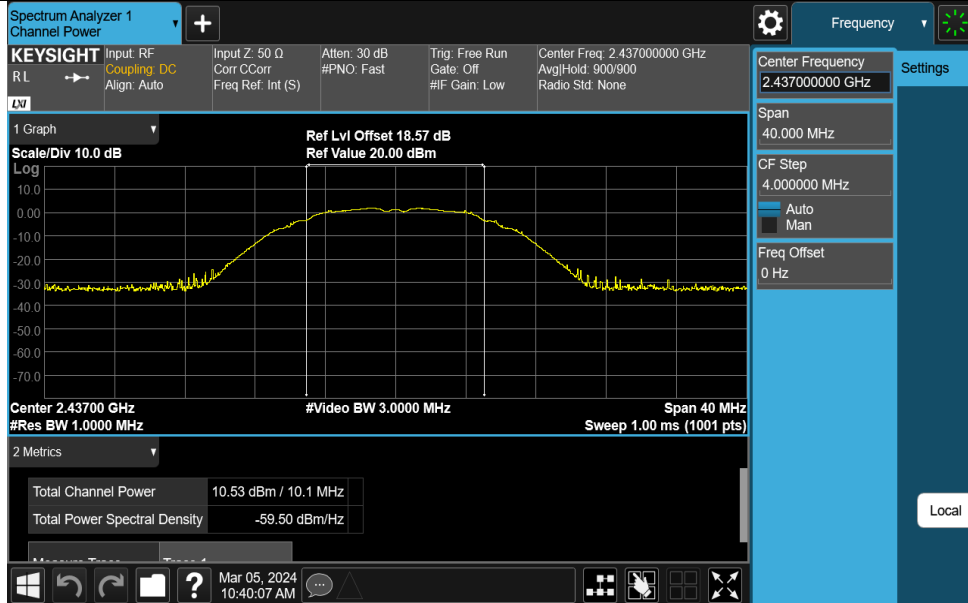 Spectrum Analyzer 1
Channel Power
Frequency
KEYSIGHT
R L
LXI
Input: RF
Coupling: DC
Align: Auto
Input Z: 50 Ω
Corr CCorr
Freq Ref: Int (S)
Atten: 30 dB
#PNO: Fast
Trig: Free Run
Gate: Off
#IF Gain: Low
Center Freq: 2.437000000 GHz
Avg|Hold: 900/900
Radio Std: None
Center Frequency
2.437000000 GHz
Settings
Span
40.000 MHz
CF Step
4.000000 MHz
Auto
Man
Freq Offset
0 Hz
1 Graph
Scale/Div 10.0 dB
Ref Lvl Offset 18.57 dB
Ref Value 20.00 dBm
Log
10.0
0.00
-10.0
-20.0
-30.0
-40.0
-50.0
-60.0
-70.0
Center 2.43700 GHz
#Video BW 3.0000 MHz
Span 40 MHz
#Res BW 1.0000 MHz
Sweep 1.00 ms (1001 pts)
2 Metrics
Total Channel Power 10.53 dBm / 10.1 MHz
Total Power Spectral Density -59.50 dBm/Hz
Local
?
Mar 05, 2024
10:40:07 AM